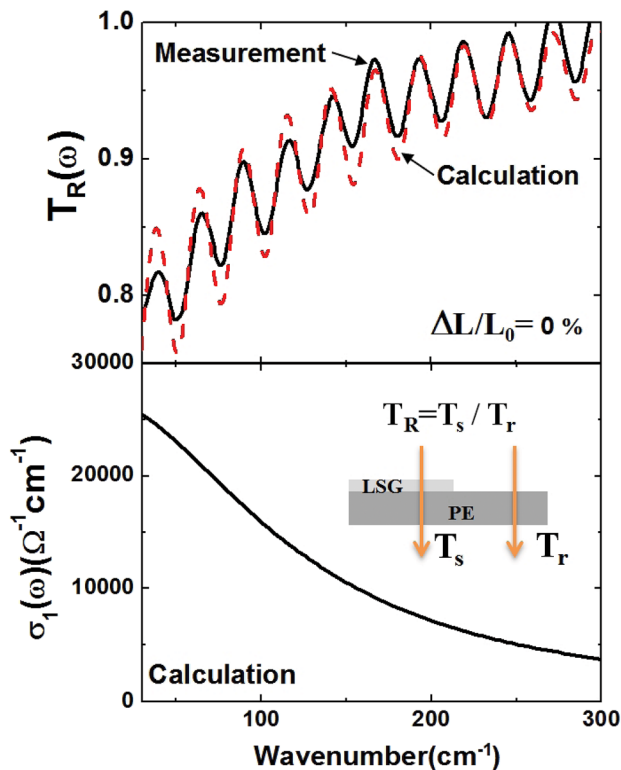 1.0
Measurement
0.9
T_R(ω)
Calculation
0.8
ΔL/L₀= 0 %
30000
T_R=T_s / T_r
20000
LSG
PE
T_s
T_r
σ₁(ω)(Ω⁻¹cm⁻¹)
10000
Calculation
0
100
200
300
Wavenumber(cm⁻¹)